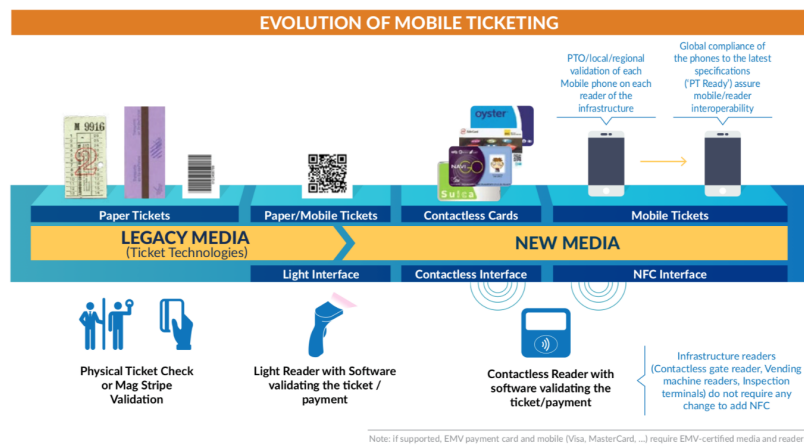 EVOLUTION OF MOBILE TICKETING
PTO/local/regional
validation of each
Mobile phone on each
reader of the
infrastructure
Global compliance of
the phones to the latest
specifications
('PT Ready') assure
mobile/reader
interoperability
M 9916
2
oyster
NAVIGO
Suica
Paper Tickets
Paper/Mobile Tickets
Contactless Cards
Mobile Tickets
LEGACY MEDIA
(Ticket Technologies)
NEW MEDIA
Light Interface
Contactless Interface
NFC Interface
Physical Ticket Check
or Mag Stripe
Validation
Light Reader with Software
validating the ticket /
payment
Contactless Reader with
software validating the
ticket/payment
Infrastructure readers
(Contactless gate reader, Vending
machine readers, Inspection
terminals) do not require any
change to add NFC
Note: if supported, EMV payment card and mobile (Visa, MasterCard, ...) require EMV-certified media and reader